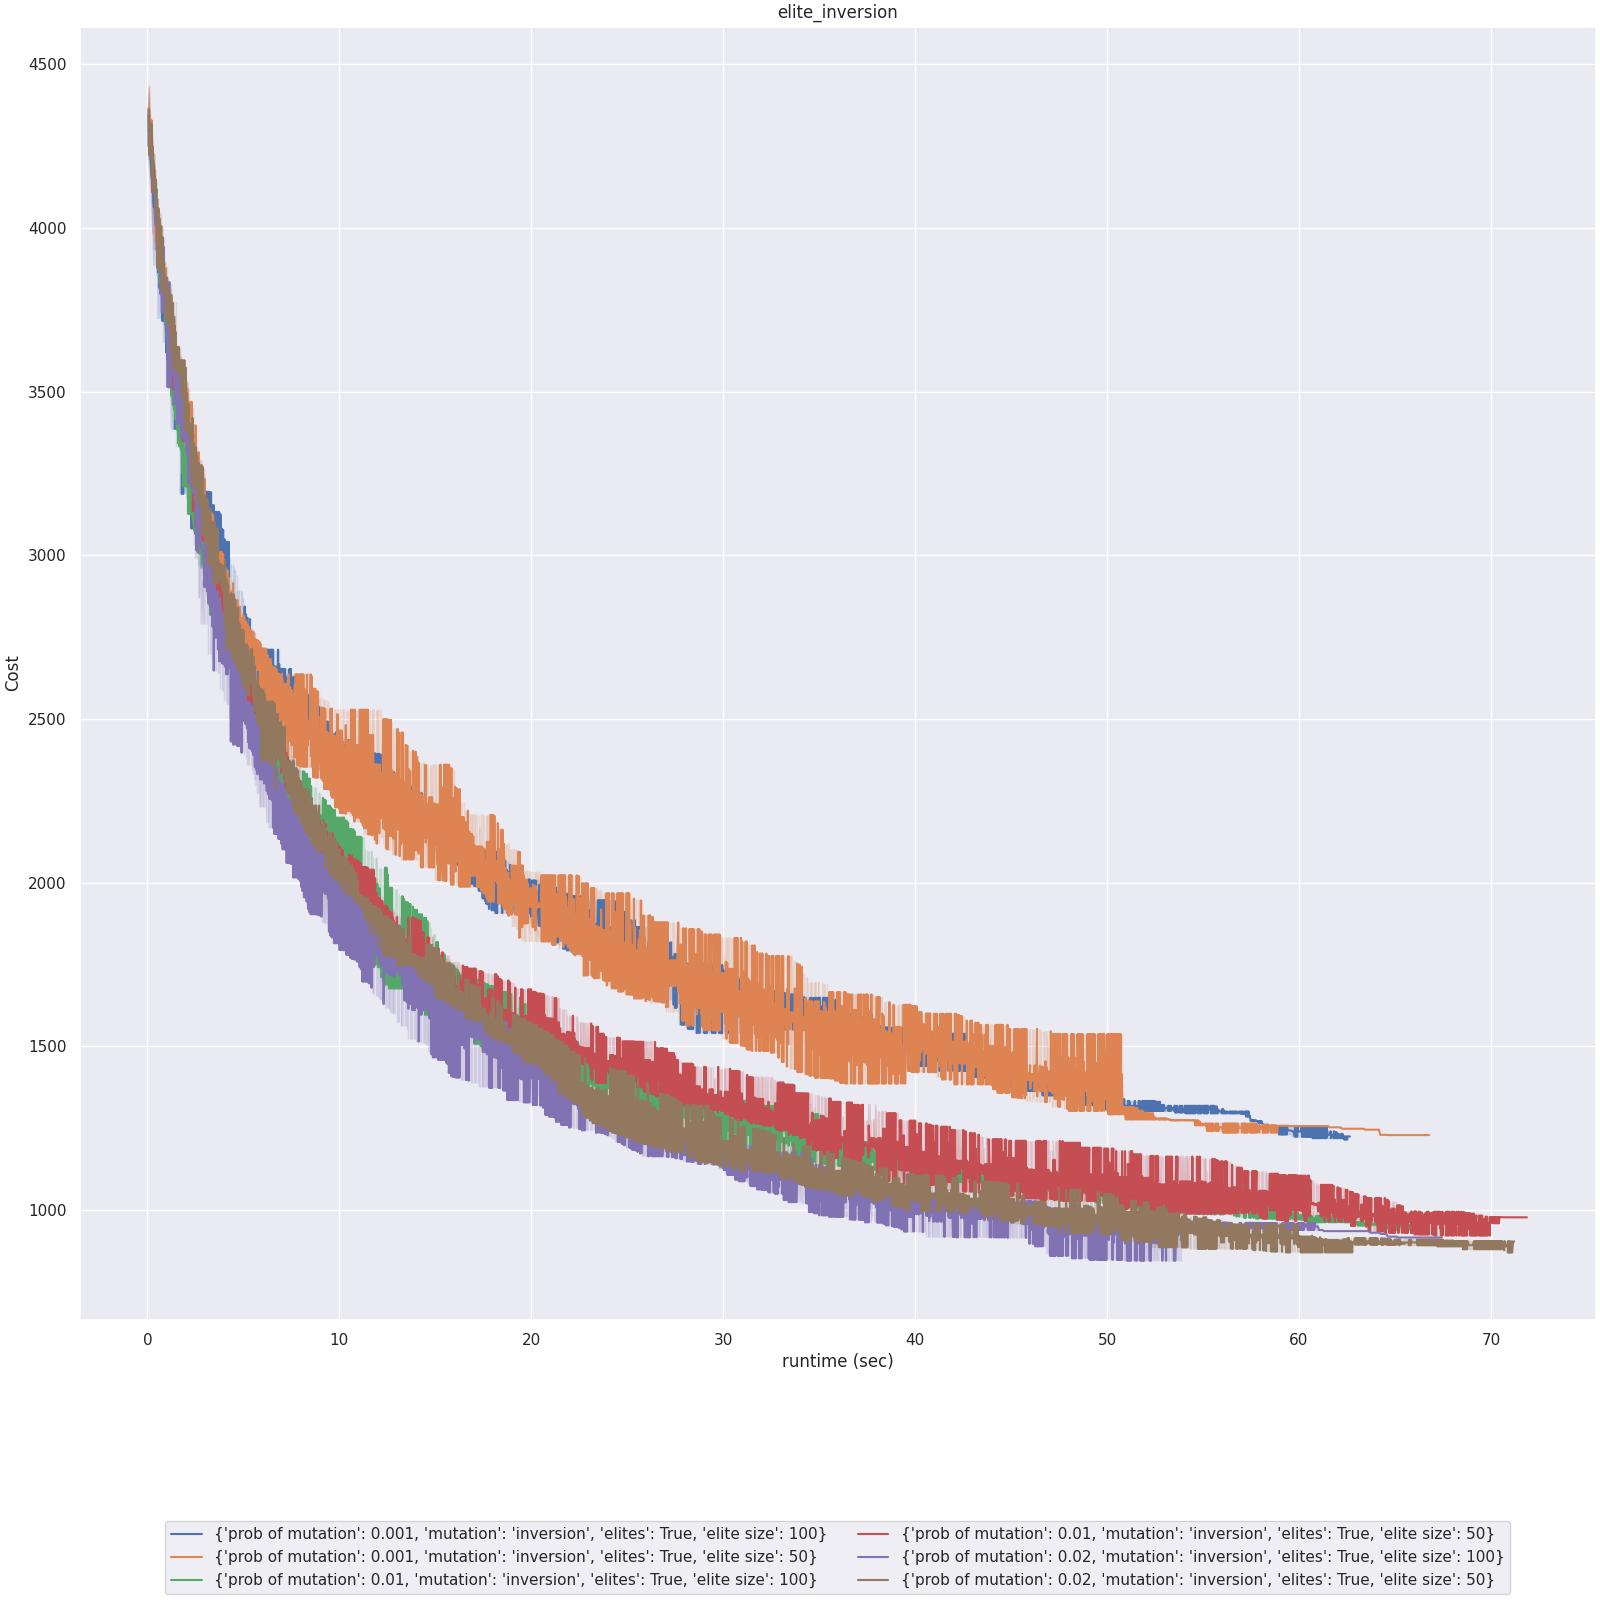 elite_inversion
4500
4000
3500
3000
2500
2000
1500
1000
Cost
0 10 20 30 40 50 60 70
runtime (sec)
{'prob of mutation': 0.001, 'mutation': 'inversion', 'elites': True, 'elite size': 100}
{'prob of mutation': 0.001, 'mutation': 'inversion', 'elites': True, 'elite size': 50}
{'prob of mutation': 0.01, 'mutation': 'inversion', 'elites': True, 'elite size': 100}
{'prob of mutation': 0.01, 'mutation': 'inversion', 'elites': True, 'elite size': 50}
{'prob of mutation': 0.02, 'mutation': 'inversion', 'elites': True, 'elite size': 100}
{'prob of mutation': 0.02, 'mutation': 'inversion', 'elites': True, 'elite size': 50}